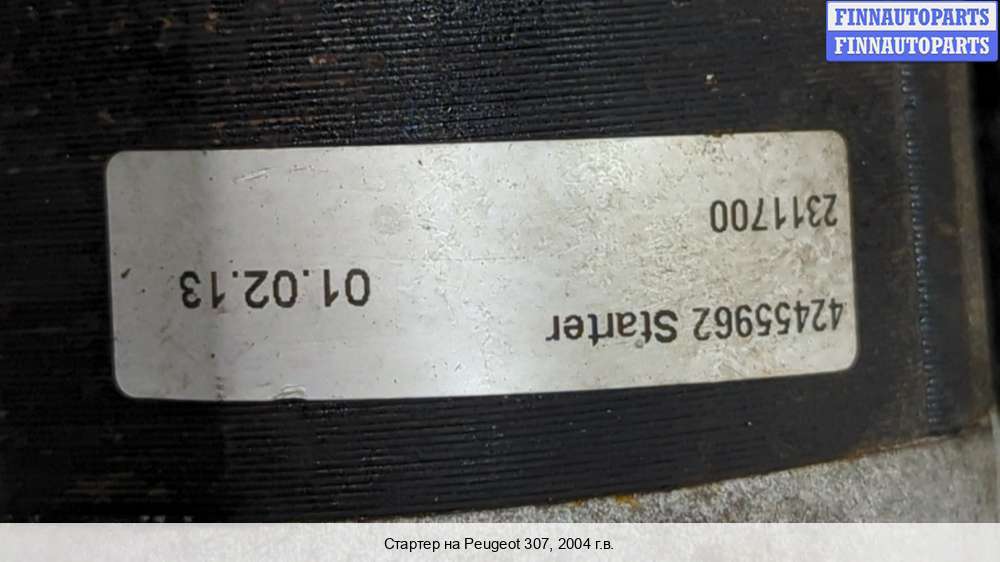 FINNAUTOPARTS
FINNAUTOPARTS
42455962 Starter
2311700
01.02.13
Стартер на Peugeot 307, 2004 г.в.